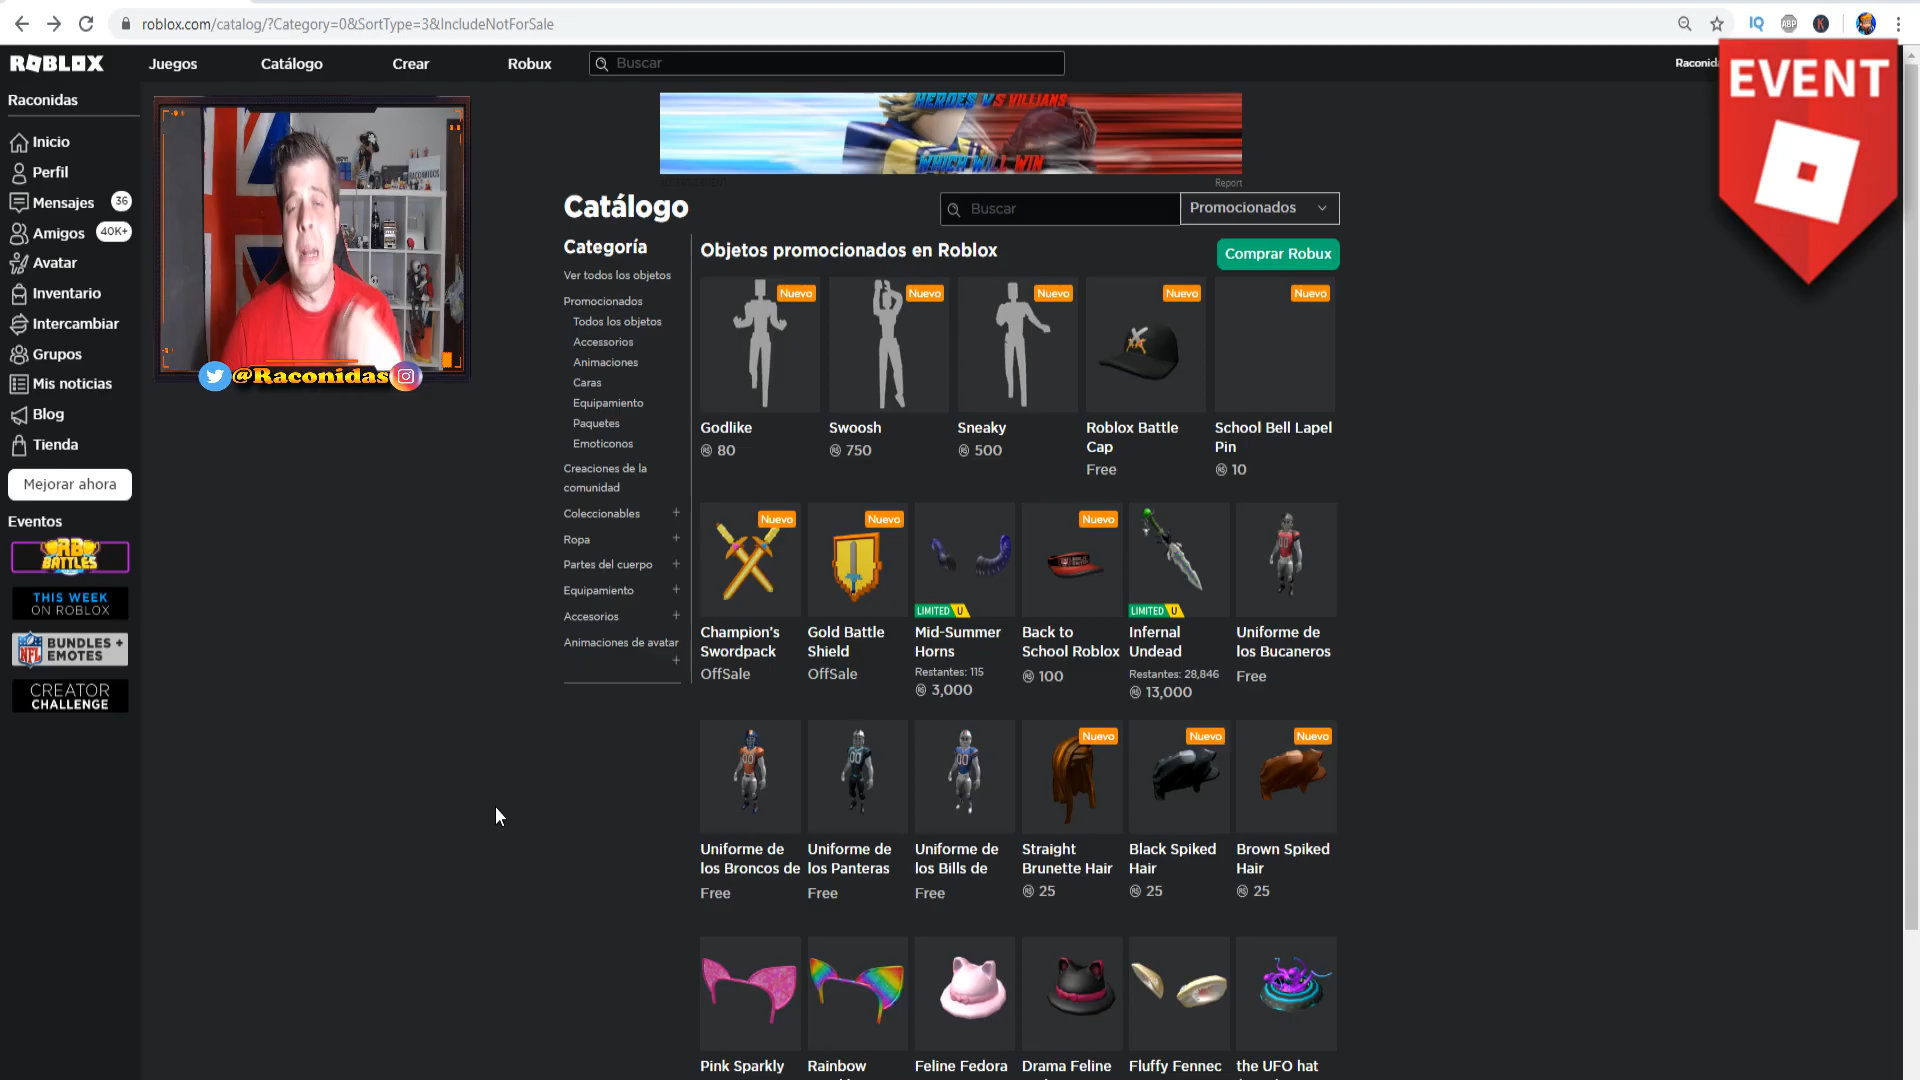 roblox.com/catalog/?Category=0&SortType=3&IncludeNotForSale
IQ
ABP
K
ROBLOX
Juegos
Catálogo
Crear
Robux
Buscar
Raconida
EVENT
Raconidas
Inicio
Perfil
Mensajes
36
Amigos
40K+
Avatar
Inventario
Intercambiar
Grupos
Mis noticias
Blog
Tienda
Mejorar ahora
Eventos
RB BATTLES
THIS WEEK
ON ROBLOX
NFL
BUNDLES +
EMOTES
CREATOR
CHALLENGE
@Raconidas
HEROES VS VILLIANS
WHICH WILL WIN
Report
Catálogo
Buscar
Promocionados
Categoría
Ver todos los objetos
Promocionados
Todos los objetos
Accessorios
Animaciones
Caras
Equipamiento
Paquetes
Emoticonos
Creaciones de la
comunidad
Coleccionables +
Ropa +
Partes del cuerpo +
Equipamiento +
Accesorios +
Animaciones de avatar
+
Objetos promocionados en Roblox
Comprar Robux
Nuevo
Nuevo
Nuevo
Nuevo
Nuevo
Godlike
80
Swoosh
750
Sneaky
500
Roblox Battle
Cap
Free
School Bell Lapel
Pin
10
Nuevo
Nuevo
Nuevo
LIMITED U
LIMITED U
Champion's
Swordpack
OffSale
Gold Battle
Shield
OffSale
Mid-Summer
Horns
Restantes: 115
3,000
Back to
School Roblox
100
Infernal
Undead
Restantes: 28,846
13,000
Uniforme de
los Bucaneros
Free
Nuevo
Nuevo
Nuevo
Uniforme de
los Broncos de
Free
Uniforme de
los Panteras
Free
Uniforme de
los Bills de
Free
Straight
Brunette Hair
25
Black Spiked
Hair
25
Brown Spiked
Hair
25
Pink Sparkly
Rainbow
Feline Fedora
Drama Feline
Fluffy Fennec
the UFO hat